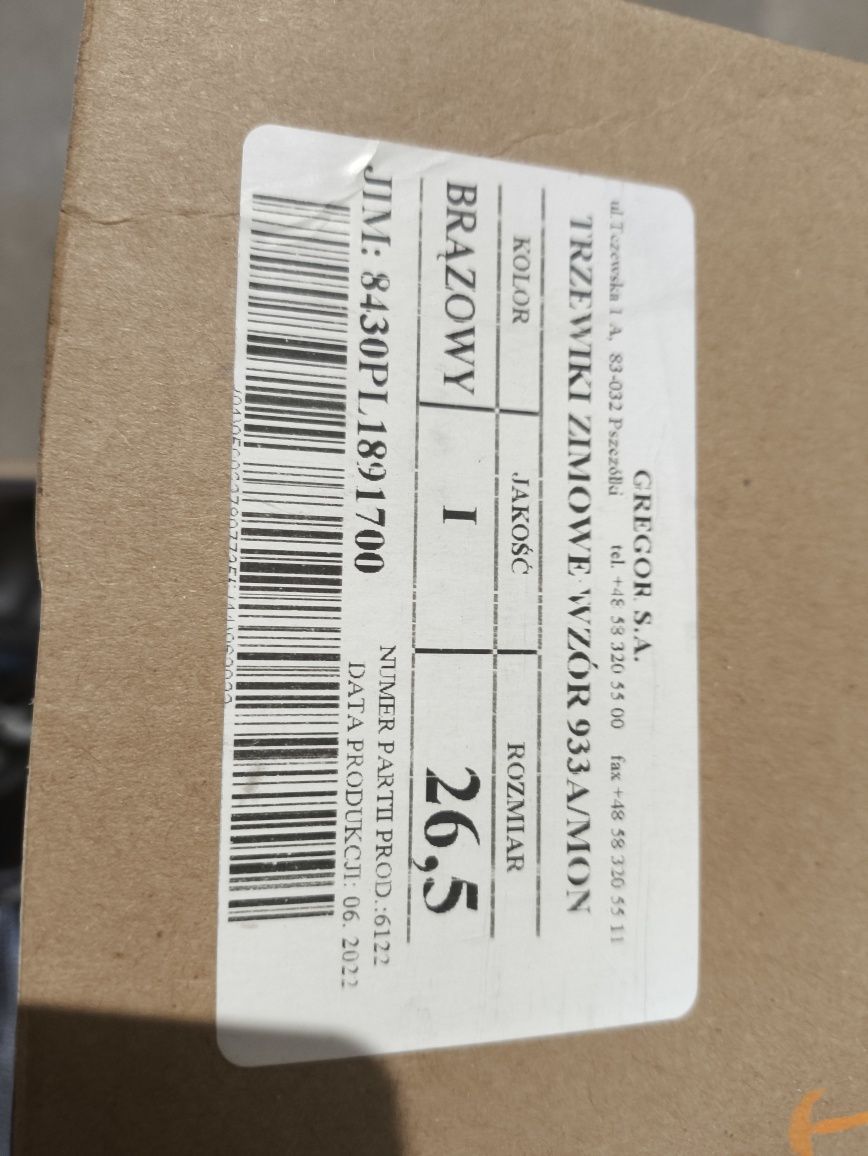 GREGOR S.A.
ul.Tczewska 1 A, 83-032 Pszczółki tel. +48 58 320 55 00 fax +48 58 320 55 11
TRZEWIKI ZIMOWE WZÓR 933A/MON
KOLOR JAKOŚĆ ROZMIAR
BRĄZOWY I 26,5
NUMER PARTII PROD.:6122
JIM: 8430PL1891700
DATA PRODUKCJI: 06. 2022